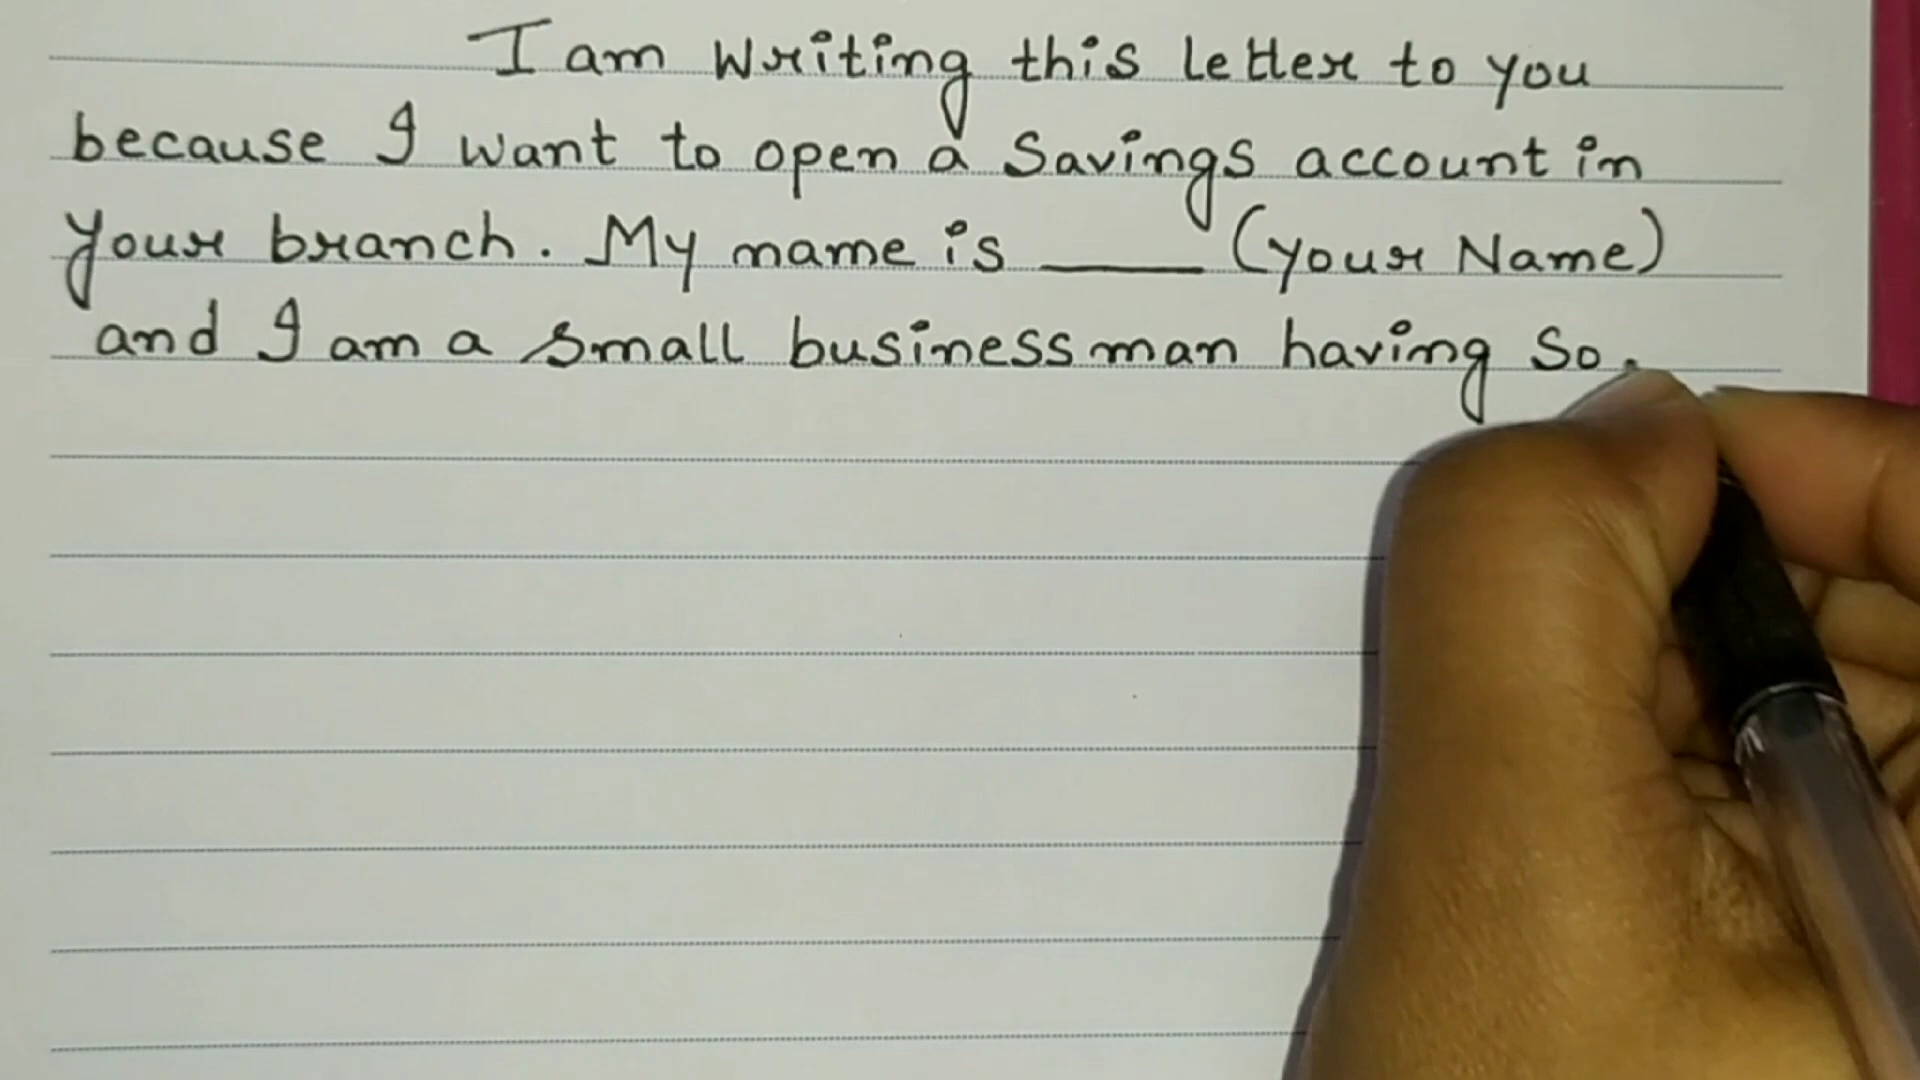 I am writing this letter to you
because I want to open a Savings account in
your branch. My name is ____ (your Name)
and I am a small businessman having so